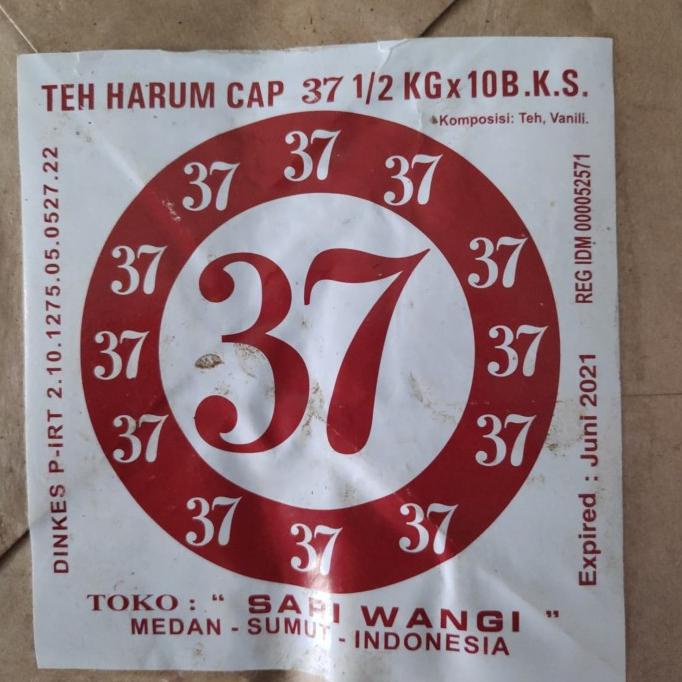 TEH HARUM CAP 37 1/2 KGx10B.K.S.
Komposisi: Teh, Vanili.
DINKES P-IRT 2.10.1275.05.0527.22
REG IDM 000052571
Expired : Juni 2021
37
37
37
37
37
37
37
37
37
37
37
37
37
TOKO : " SAPI WANGI "
MEDAN - SUMUT - INDONESIA